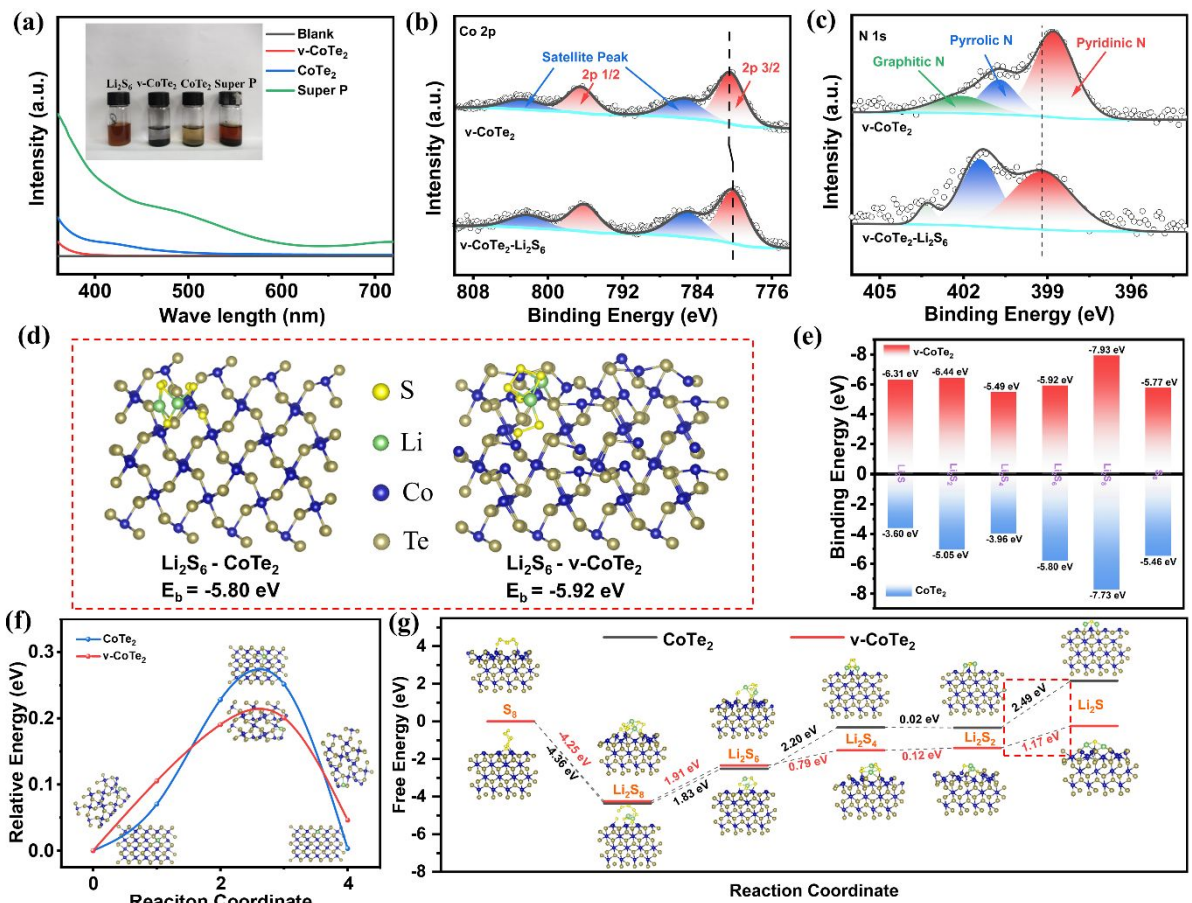 (a)
Intensity (a.u.)
Blank
v-CoTe₂
CoTe₂
Super P
Li₂S₆ v-CoTe₂ CoTe₂ Super P
400 500 600 700
Wave length (nm)
(b)
Intensity (a.u.)
Co 2p
Satellite Peak
2p 1/2
2p 3/2
v-CoTe₂
v-CoTe₂-Li₂S₆
808 800 792 784 776
Binding Energy (eV)
(c)
Intensity (a.u.)
N 1s
Pyrrolic N
Pyridinic N
Graphitic N
v-CoTe₂
v-CoTe₂-Li₂S₆
405 402 399 396
Binding Energy (eV)
(d)
S
Li
Co
Te
Li₂S₆ - CoTe₂
E_b = -5.80 eV
Li₂S₆ - v-CoTe₂
E_b = -5.92 eV
(e)
Binding Energy (eV)
-8
-6
-4
-2
0
-2
-4
-6
-8
v-CoTe₂
-6.31 eV
-6.44 eV
-5.49 eV
-5.92 eV
-7.93 eV
-5.77 eV
-3.60 eV
-5.05 eV
-3.96 eV
-5.80 eV
-7.73 eV
-5.46 eV
CoTe₂
(f)
Relative Energy (eV)
CoTe₂
v-CoTe₂
0.3
0.2
0.1
0.0
0 2 4
Reaciton Coordinate
(g)
Free Energy (eV)
4
2
0
-2
-4
-6
-8
CoTe₂
v-CoTe₂
S₈
-4.25 eV
-4.36 eV
Li₂S₈
1.91 eV
1.83 eV
Li₂S₆
2.20 eV
0.79 eV
Li₂S₄
0.02 eV
0.12 eV
Li₂S₂
2.49 eV
1.17 eV
Li₂S
Reaction Coordinate